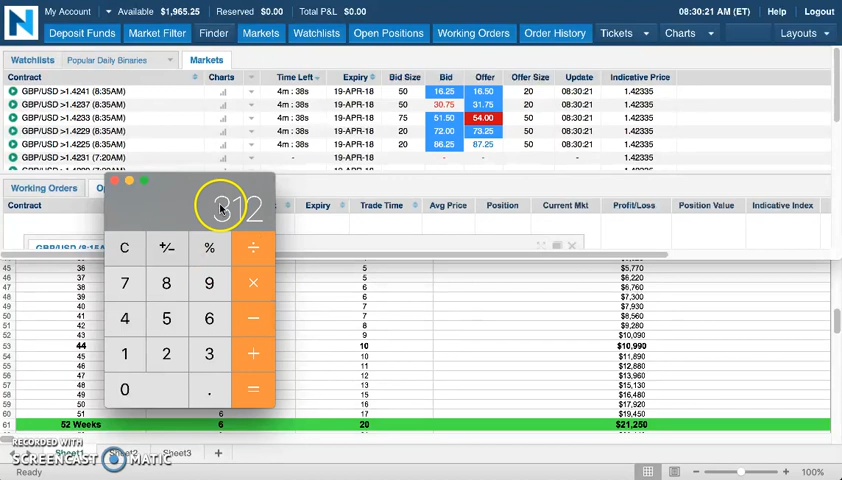 My Account Available $1,965.25 Reserved $0.00 Total P&L $0.00 08:30:21 AM (ET) Help Logout
N
Deposit Funds Market Filter Finder Markets Watchlists Open Positions Working Orders Order History Tickets Charts Layouts
Watchlists Popular Daily Binaries Markets
Contract Charts Time Left Expiry Bid Size Bid Offer Offer Size Update Indicative Price
GBP/USD >1.4241 (8:35AM) 4m : 38s 19-APR-18 50 16.25 16.50 20 08:30:21 1.42335
GBP/USD >1.4237 (8:35AM) 4m : 38s 19-APR-18 50 30.75 31.75 50 08:30:21 1.42335
GBP/USD >1.4233 (8:35AM) 4m : 38s 19-APR-18 75 51.50 54.00 50 08:30:21 1.42335
GBP/USD >1.4229 (8:35AM) 4m : 38s 19-APR-18 20 72.00 73.25 20 08:30:21 1.42335
GBP/USD >1.4225 (8:35AM) 4m : 38s 19-APR-18 20 86.25 87.25 50 08:30:21 1.42335
GBP/USD >1.4231 (7:20AM) - 19-APR-18 - - - - - 1.42335
Working Orders
Contract Expiry Trade Time Avg Price Position Current Mkt Profit/Loss Position Value Indicative Index
312
C +/- % ÷
7 8 9 ×
4 5 6 −
1 2 3 +
0 . =
45 36 5 $5,770
46 37 5 $6,220
47 38 6 $6,760
48 39 6 $7,300
49 40 7 $7,930
50 41 7 $8,560
51 42 8 $9,280
52 43 9 $10,090
53 44 10 $10,990
54 45 10 $11,890
55 46 11 $12,880
56 47 12 $13,960
57 48 13 $15,130
58 49 14 $16,480
59 50 16 $17,920
60 51 6 17 $19,450
61 52 Weeks 6 20 $21,250
RECORDED WITH
SCREENCAST MATIC
Sheet1 Sheet2 Sheet3 +
Ready 100%